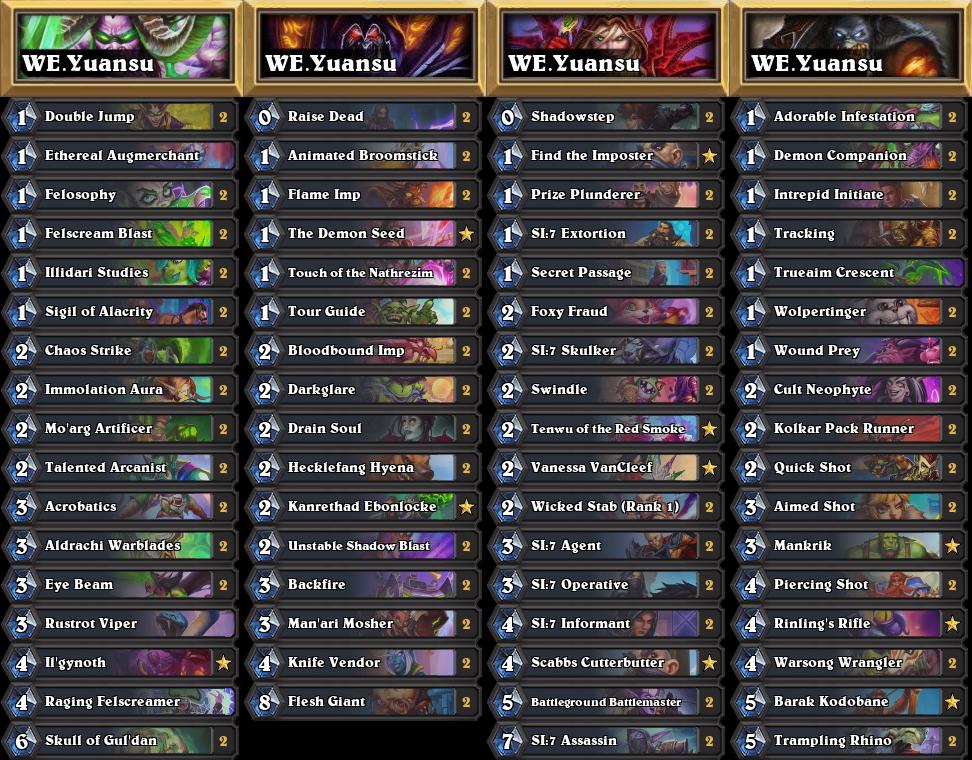 WE.Yuansu
1 Double Jump 2
1 Ethereal Augmerchant
1 Felosophy 2
1 Felscream Blast 2
1 Illidari Studies 2
1 Sigil of Alacrity 2
2 Chaos Strike 2
2 Immolation Aura 2
2 Mo'arg Artificer 2
2 Talented Arcanist 2
3 Acrobatics 2
3 Aldrachi Warblades 2
3 Eye Beam 2
3 Rustrot Viper
4 Il'gynoth
4 Raging Felscreamer
6 Skull of Gul'dan 2
WE.Yuansu
0 Raise Dead 2
1 Animated Broomstick 2
1 Flame Imp 2
1 The Demon Seed
1 Touch of the Nathrezim 2
1 Tour Guide 2
2 Bloodbound Imp 2
2 Darkglare 2
2 Drain Soul 2
2 Hecklefang Hyena 2
2 Kanrethad Ebonlocke
2 Unstable Shadow Blast 2
3 Backfire 2
3 Man'ari Mosher 2
4 Knife Vendor 2
8 Flesh Giant 2
WE.Yuansu
0 Shadowstep 2
1 Find the Imposter
1 Prize Plunderer 2
1 SI:7 Extortion 2
1 Secret Passage 2
2 Foxy Fraud 2
2 SI:7 Skulker 2
2 Swindle 2
2 Tenwu of the Red Smoke
2 Vanessa VanCleef
2 Wicked Stab (Rank 1) 2
3 SI:7 Agent 2
3 SI:7 Operative 2
4 SI:7 Informant 2
4 Scabbs Cutterbutter
5 Battleground Battlemaster 2
7 SI:7 Assassin 2
WE.Yuansu
1 Adorable Infestation 2
1 Demon Companion 2
1 Intrepid Initiate 2
1 Tracking 2
1 Trueaim Crescent
1 Wolpertinger 2
1 Wound Prey 2
2 Cult Neophyte 2
2 Kolkar Pack Runner 2
2 Quick Shot 2
3 Aimed Shot 2
3 Mankrik
4 Piercing Shot 2
4 Rinling's Rifle
4 Warsong Wrangler 2
5 Barak Kodobane
5 Trampling Rhino 2